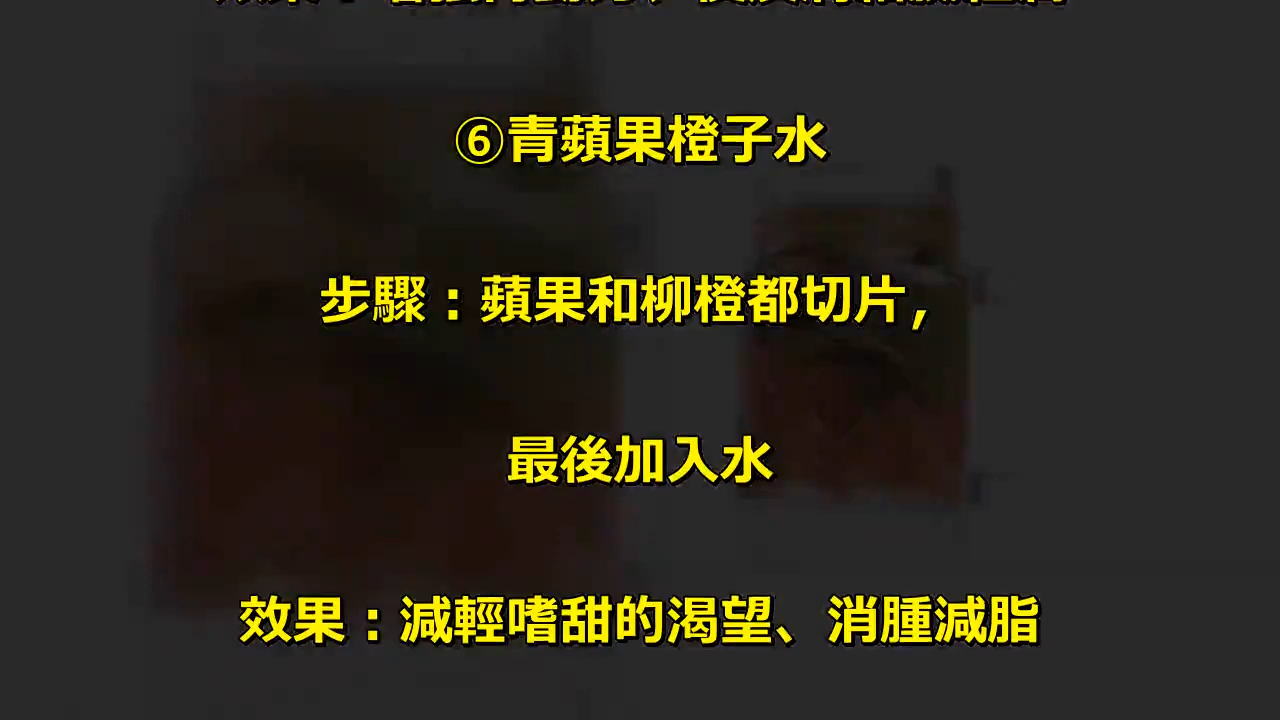 ⑥青蘋果橙子水
步驟：蘋果和柳橙都切片，
最後加入水
效果：減輕嗜甜的渴望、消腫減脂